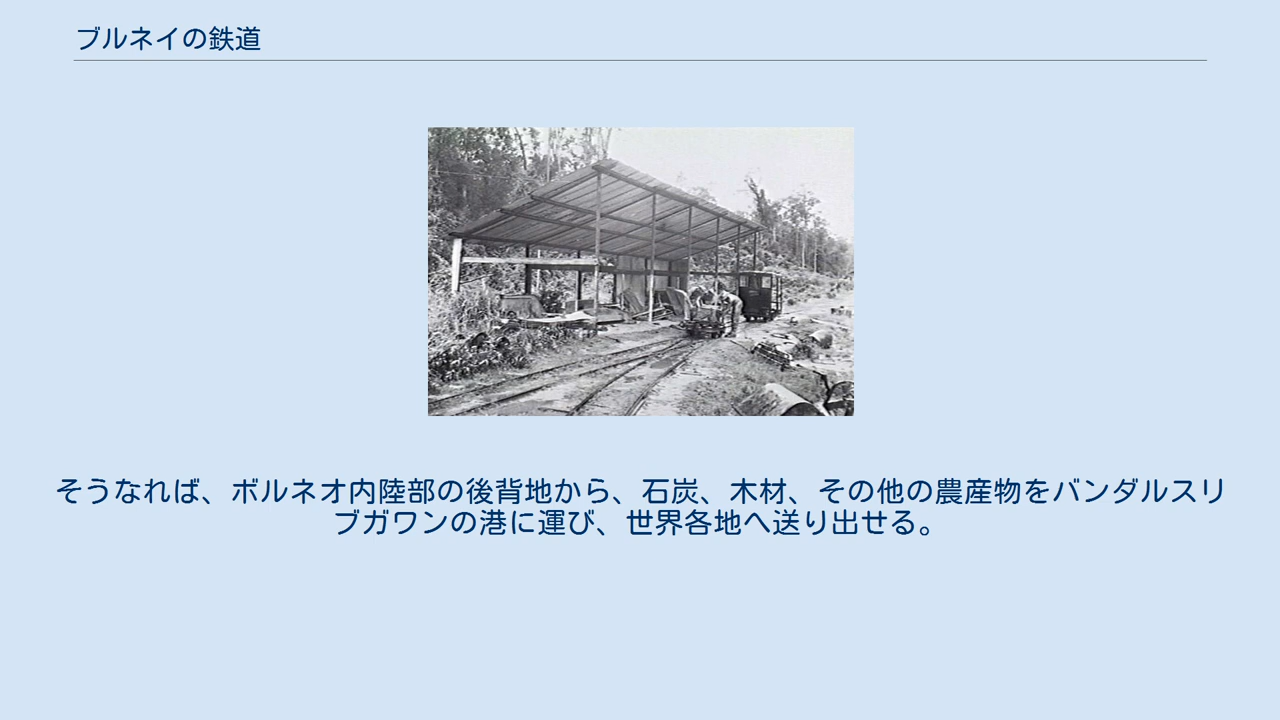 ブルネイの鉄道
そうなれば、ボルネオ内陸部の後背地から、石炭、木材、その他の農産物をバンダルスリ
ブガワンの港に運び、世界各地へ送り出せる。